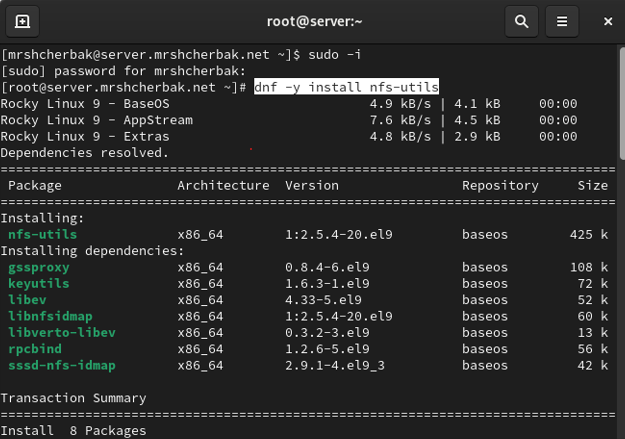 root@server:~
[mrshcherbak@server.mrshcherbak.net ~]$ sudo -i
[sudo] password for mrshcherbak:
[root@server.mrshcherbak.net ~]# dnf -y install nfs-utils
Rocky Linux 9 - BaseOS 4.9 kB/s | 4.1 kB 00:00
Rocky Linux 9 - AppStream 7.6 kB/s | 4.5 kB 00:00
Rocky Linux 9 - Extras 4.8 kB/s | 2.9 kB 00:00
Dependencies resolved.
================================================================================
Package Architecture Version Repository Size
================================================================================
Installing:
nfs-utils x86_64 1:2.5.4-20.el9 baseos 425 k
Installing dependencies:
gssproxy x86_64 0.8.4-6.el9 baseos 108 k
keyutils x86_64 1.6.3-1.el9 baseos 72 k
libev x86_64 4.33-5.el9 baseos 52 k
libnfsidmap x86_64 1:2.5.4-20.el9 baseos 60 k
libverto-libev x86_64 0.3.2-3.el9 baseos 13 k
rpcbind x86_64 1.2.6-5.el9 baseos 56 k
sssd-nfs-idmap x86_64 2.9.1-4.el9_3 baseos 42 k
Transaction Summary
================================================================================
Install 8 Packages